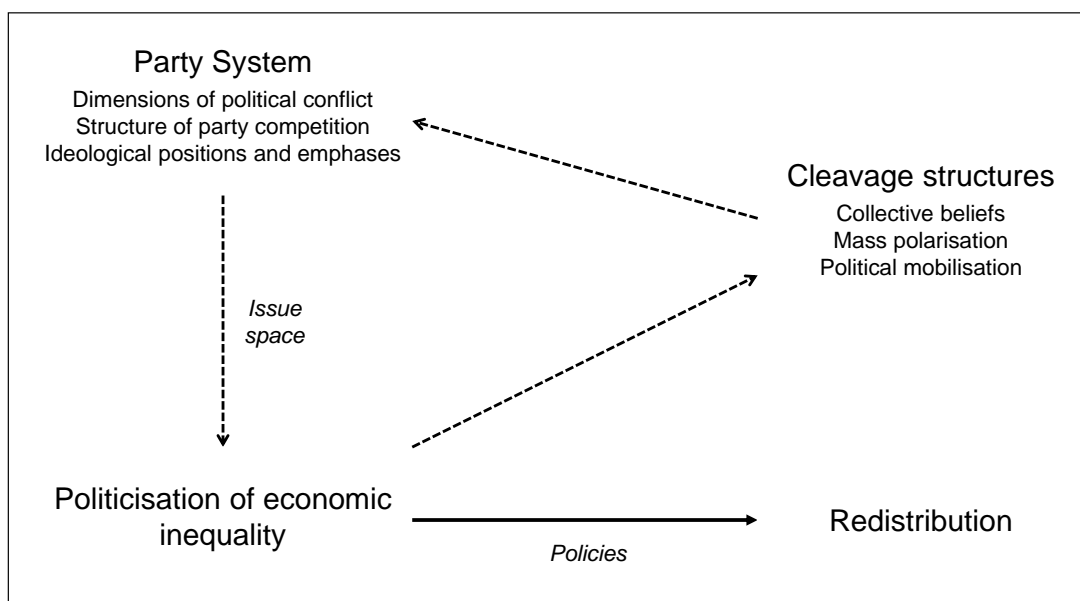 Party System
Dimensions of political conflict
Structure of party competition
Ideological positions and emphases
Cleavage structures
Collective beliefs
Mass polarisation
Political mobilisation
Issue
space
Politicisation of economic
inequality
Policies
Redistribution